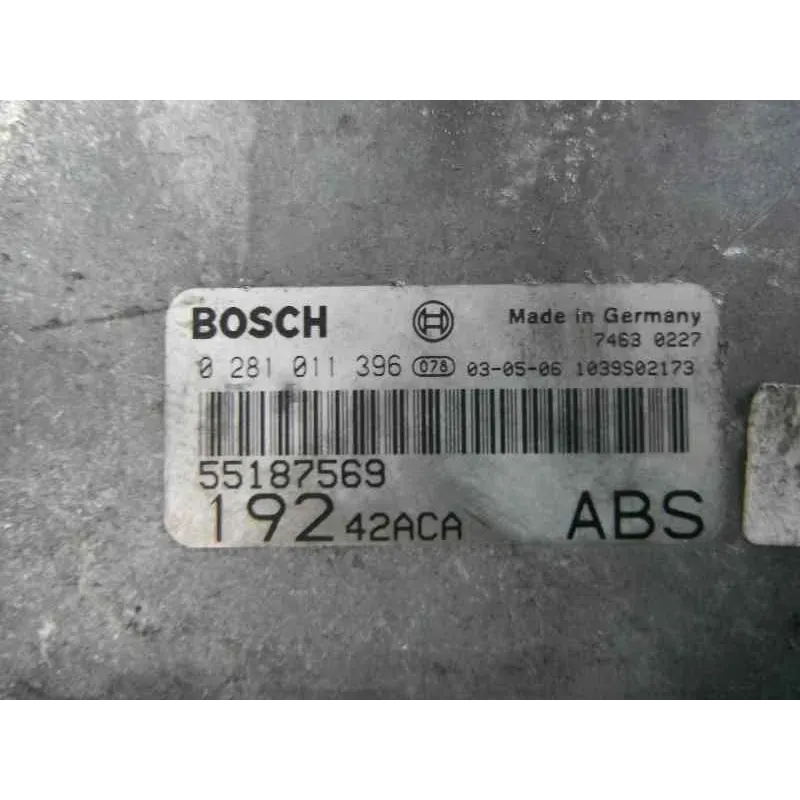 BOSCH Made in Germany
7463 0227
0 281 011 396 078 03-05-06 1039S02173
55187569
192 42ACA ABS